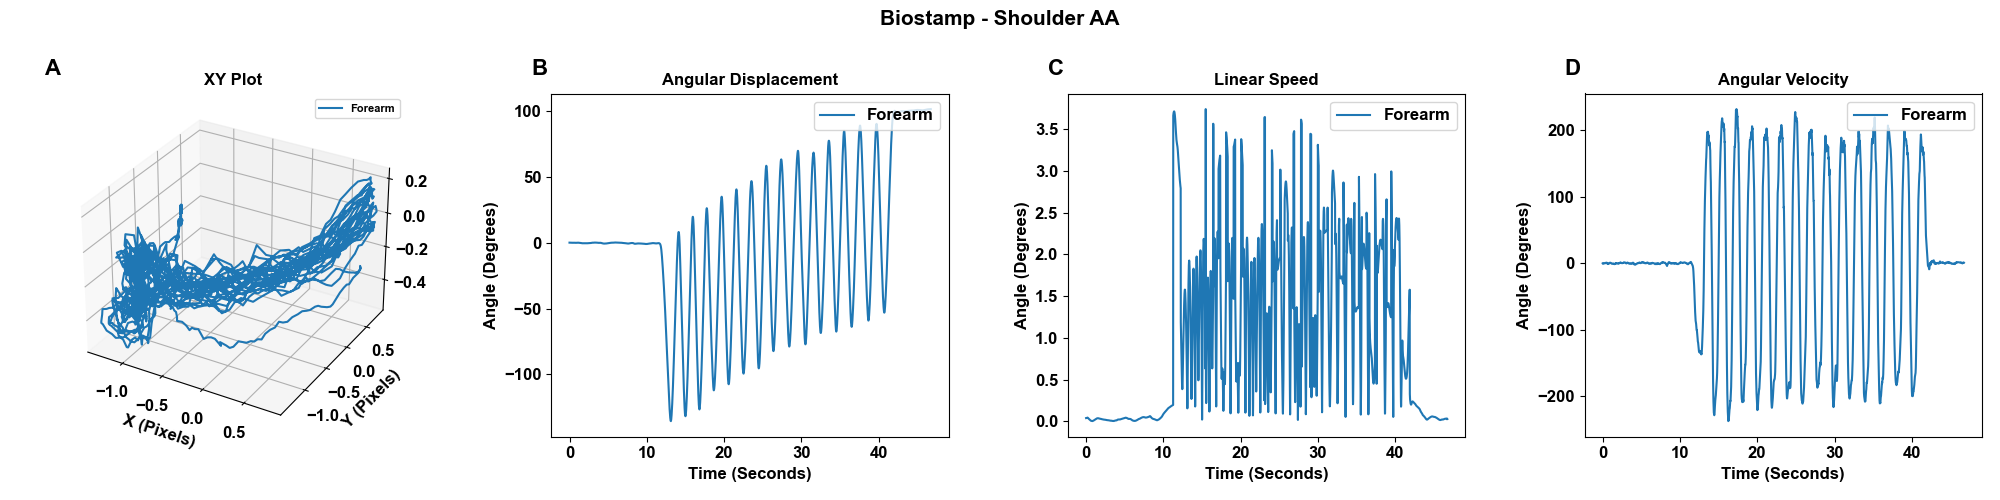 Biostamp - Shoulder AA
A
XY Plot
Forearm
0.2
0.0
−0.2
−0.4
0.5
0.0
−0.5
−1.0
Y (Pixels)
−1.0
−0.5
0.0
0.5
X (Pixels)
B
Angular Displacement
Forearm
100
50
0
−50
−100
Angle (Degrees)
0 10 20 30 40
Time (Seconds)
C
Linear Speed
Forearm
3.5
3.0
2.5
2.0
1.5
1.0
0.5
0.0
Angle (Degrees)
0 10 20 30 40
Time (Seconds)
D
Angular Velocity
Forearm
200
100
0
−100
−200
Angle (Degrees)
0 10 20 30 40
Time (Seconds)